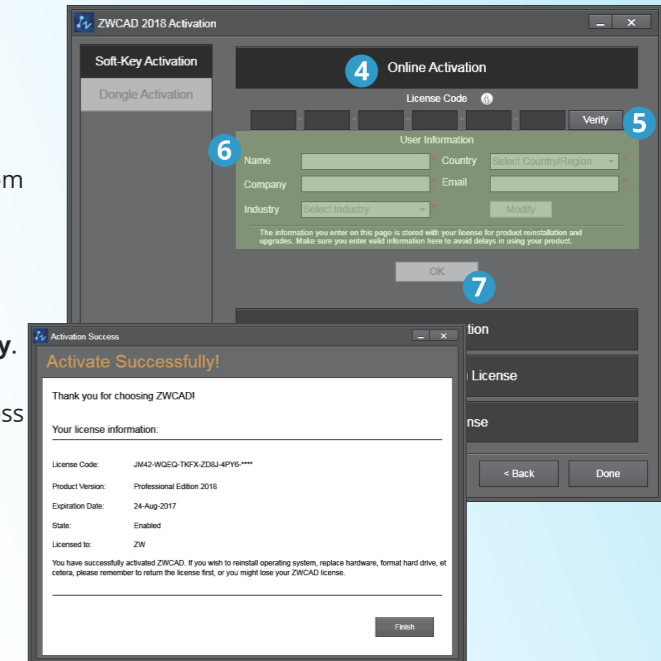 ZWCAD 2018 Activation
Soft-Key Activation
Dongle Activation
4
Online Activation
License Code
Verify
5
6
User Information
Name
* Country
Select Country/Region
*
Company
* Email
*
Industry
Select Industry
*
Modify
The information you enter on this page is stored with your license for product reinstallation and
upgrades. Make sure you enter valid information here to avoid delays in using your product.
OK
7
tion
License
nse
< Back
Done
om
y.
ess
Activation Success
Activate Successfully!
Thank you for choosing ZWCAD!
Your license information:
License Code: JM42-WQEQ-TKFX-ZD8J-4PY6-****
Product Version: Professional Edition 2018
Expiration Date: 24-Aug-2017
State: Enabled
Licensed to: ZW
You have successfully activated ZWCAD. If you wish to reinstall operating system, replace hardware, format hard drive, et
cetera, please remember to return the license first, or you might lose your ZWCAD license.
Finish